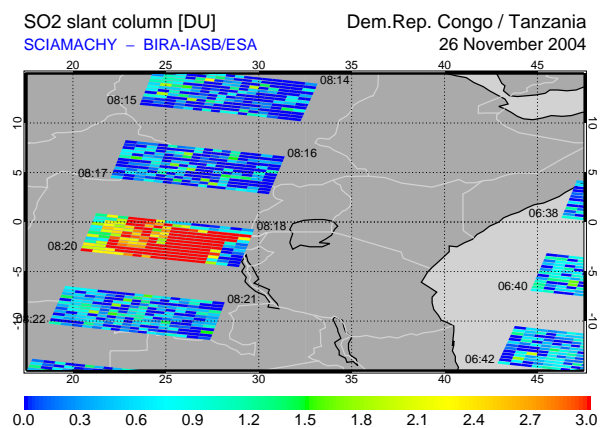 SO2 slant column [DU] Dem.Rep. Congo / Tanzania
SCIAMACHY – BIRA-IASB/ESA 26 November 2004
20 25 30 35 40 45
08:14
08:15
10 10
08:16
08:17
5 5
06:38
0 08:18 0
08:20
-5 -5
06:40
08:21
08:22
-10 -10
06:42
20 25 30 35 40 45
0.0 0.3 0.6 0.9 1.2 1.5 1.8 2.1 2.4 2.7 3.0